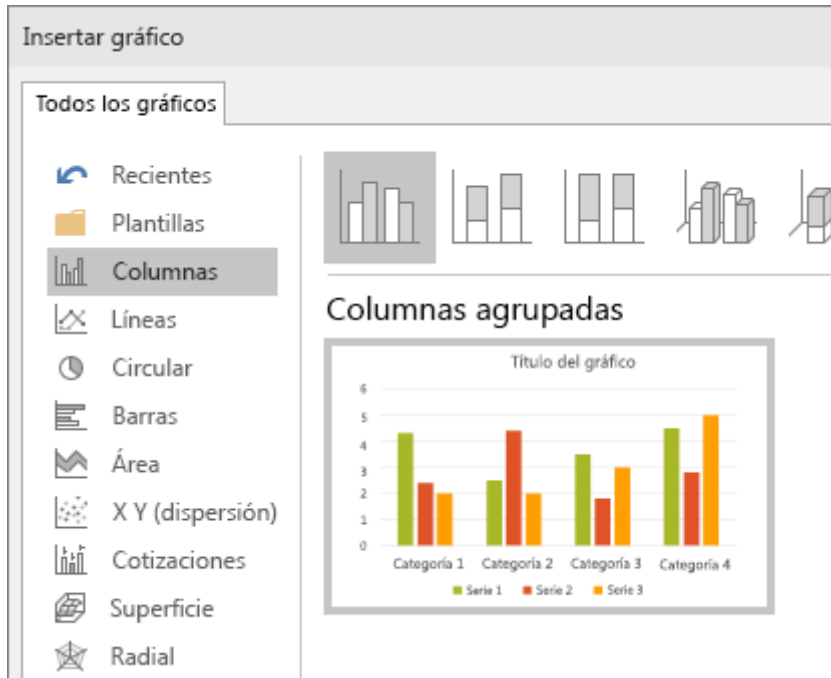 Insertar gráfico
Todos los gráficos
Recientes
Plantillas
Columnas
Líneas
Circular
Barras
Área
X Y (dispersión)
Cotizaciones
Superficie
Radial
Columnas agrupadas
Título del gráfico
6
5
4
3
2
1
0
Categoría 1 Categoría 2 Categoría 3 Categoría 4
Serie 1 Serie 2 Serie 3